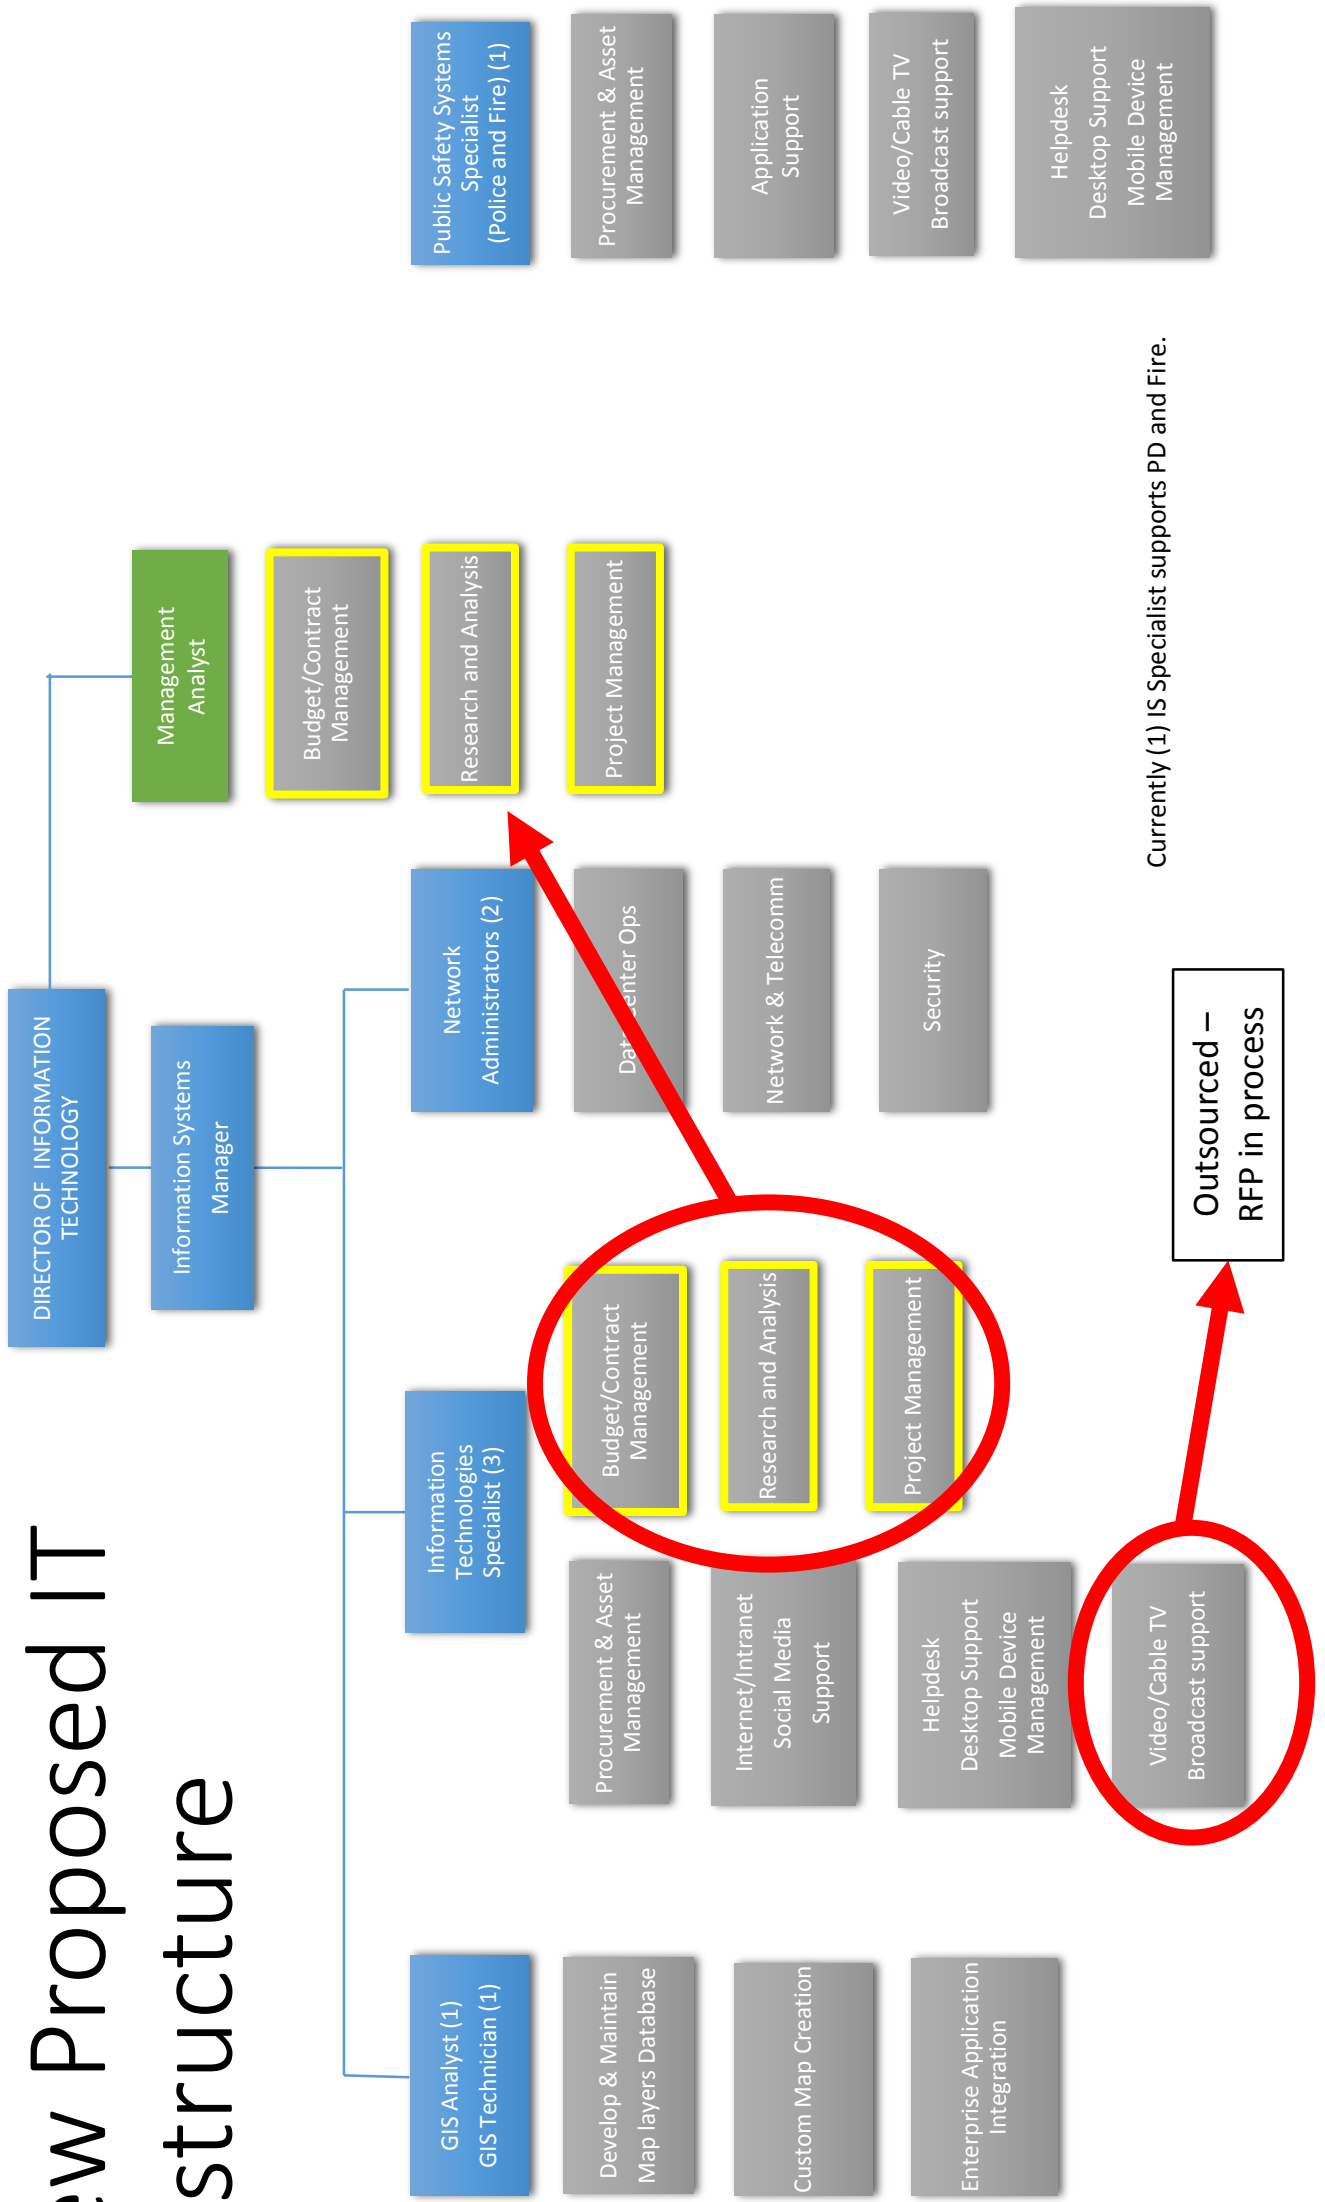 ew Proposed IT
structure
DIRECTOR OF INFORMATION
TECHNOLOGY
Information Systems
Manager
Management
Analyst
GIS Analyst (1)
GIS Technician (1)
Develop & Maintain
Map layers Database
Custom Map Creation
Enterprise Application
Integration
Information
Technologies
Specialist (3)
Procurement & Asset
Management
Internet/Intranet
Social Media
Support
Helpdesk
Desktop Support
Mobile Device
Management
Video/Cable TV
Broadcast support
Budget/Contract
Management
Research and Analysis
Project Management
Network
Administrators (2)
Data Center Ops
Network & Telecomm
Security
Budget/Contract
Management
Research and Analysis
Project Management
Public Safety Systems
Specialist
(Police and Fire) (1)
Procurement & Asset
Management
Application
Support
Video/Cable TV
Broadcast support
Helpdesk
Desktop Support
Mobile Device
Management
Currently (1) IS Specialist supports PD and Fire.
Outsourced –
RFP in process